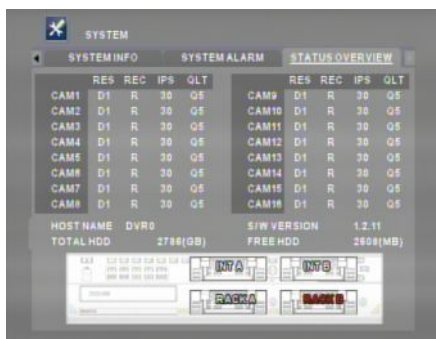 SYSTEM
SYSTEM INFO SYSTEM ALARM STATUS OVERVIEW
RES REC IPS QLT RES REC IPS QLT
CAM1 D1 R 30 Q5 CAM9 D1 R 30 Q5
CAM2 D1 R 30 Q5 CAM10 D1 R 30 Q5
CAM3 D1 R 30 Q5 CAM11 D1 R 30 Q5
CAM4 D1 R 30 Q5 CAM12 D1 R 30 Q5
CAM5 D1 R 30 Q5 CAM13 D1 R 30 Q5
CAM6 D1 R 30 Q5 CAM14 D1 R 30 Q5
CAM7 D1 R 30 Q5 CAM15 D1 R 30 Q5
CAM8 D1 R 30 Q5 CAM16 D1 R 30 Q5
HOST NAME DVR0 S/W VERSION 1.2.11
TOTAL HDD 2786(GB) FREE HDD 2608(MB)
INT A INT B
RACK A RACK B